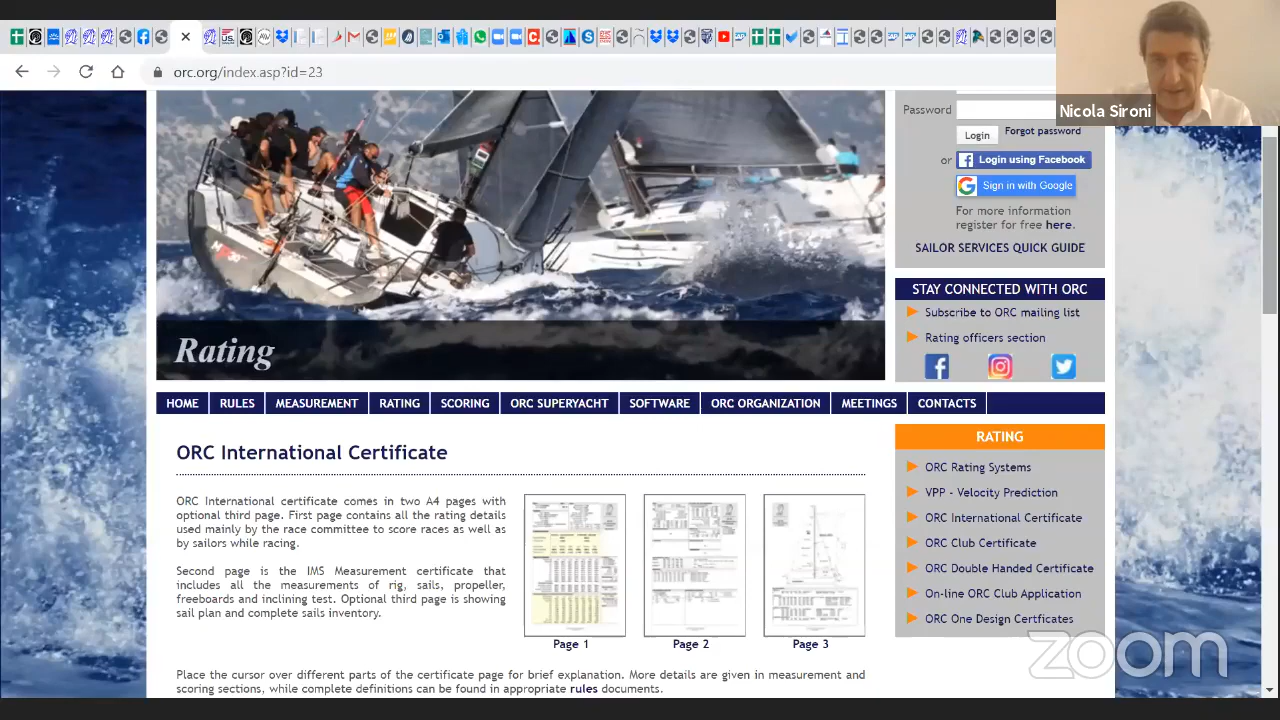 orc.org/index.asp?id=23
Nicola Sironi
Password
Login
Forgot password
or
Login using Facebook
Sign in with Google
For more information
register for free here.
SAILOR SERVICES QUICK GUIDE
STAY CONNECTED WITH ORC
Subscribe to ORC mailing list
Rating officers section
Rating
HOME
RULES
MEASUREMENT
RATING
SCORING
ORC SUPERYACHT
SOFTWARE
ORC ORGANIZATION
MEETINGS
CONTACTS
ORC International Certificate
ORC International certificate comes in two A4 pages with
optional third page. First page contains all the rating details
used mainly by the race committee to score races as well as
by sailors while racing.
Second page is the IMS Measurement certificate that
includes all the measurements of rig, sails, propeller,
freeboards and inclining test. Optional third page is showing
sail plan and complete sails inventory.
Page 1
Page 2
Page 3
Place the cursor over different parts of the certificate page for brief explanation. More details are given in measurement and
scoring sections, while complete definitions can be found in appropriate rules documents.
RATING
ORC Rating Systems
VPP - Velocity Prediction
ORC International Certificate
ORC Club Certificate
ORC Double Handed Certificate
On-line ORC Club Application
ORC One Design Certficates
zoom